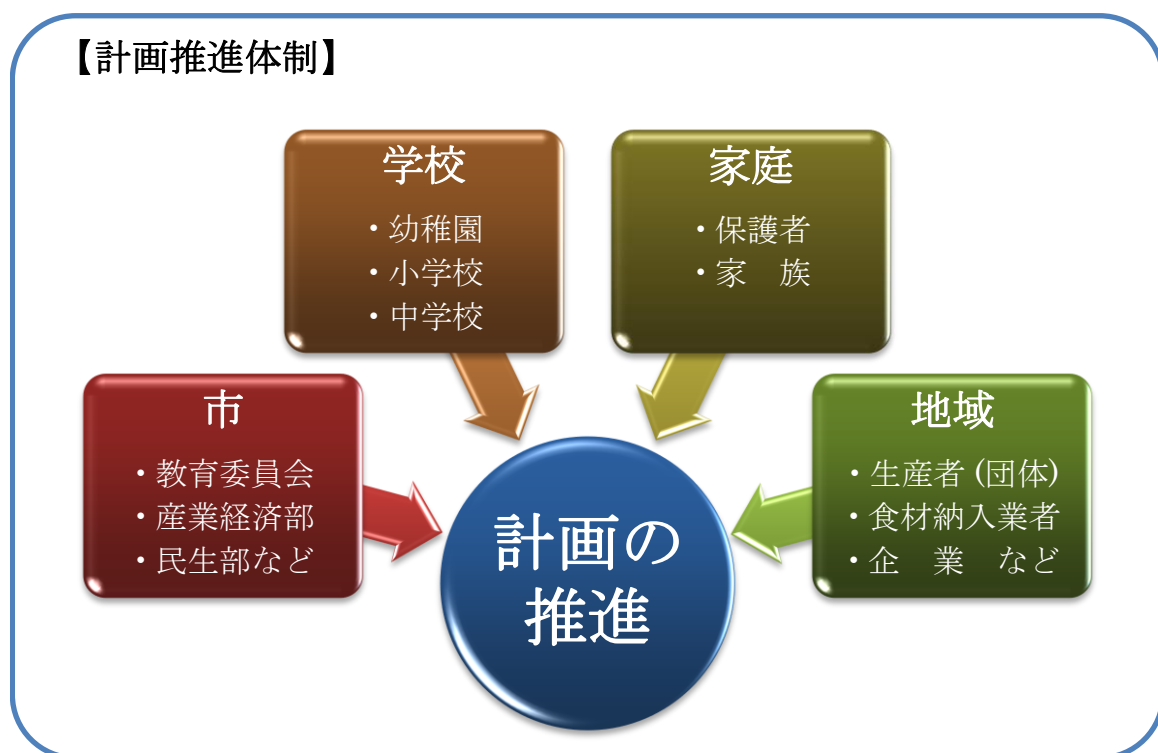 【計画推進体制】
学校
・幼稚園
・小学校
・中学校
家庭
・保護者
・家　族
市
・教育委員会
・産業経済部
・民生部など
地域
・生産者 (団体)
・食材納入業者
・企　業　など
計画の
推進